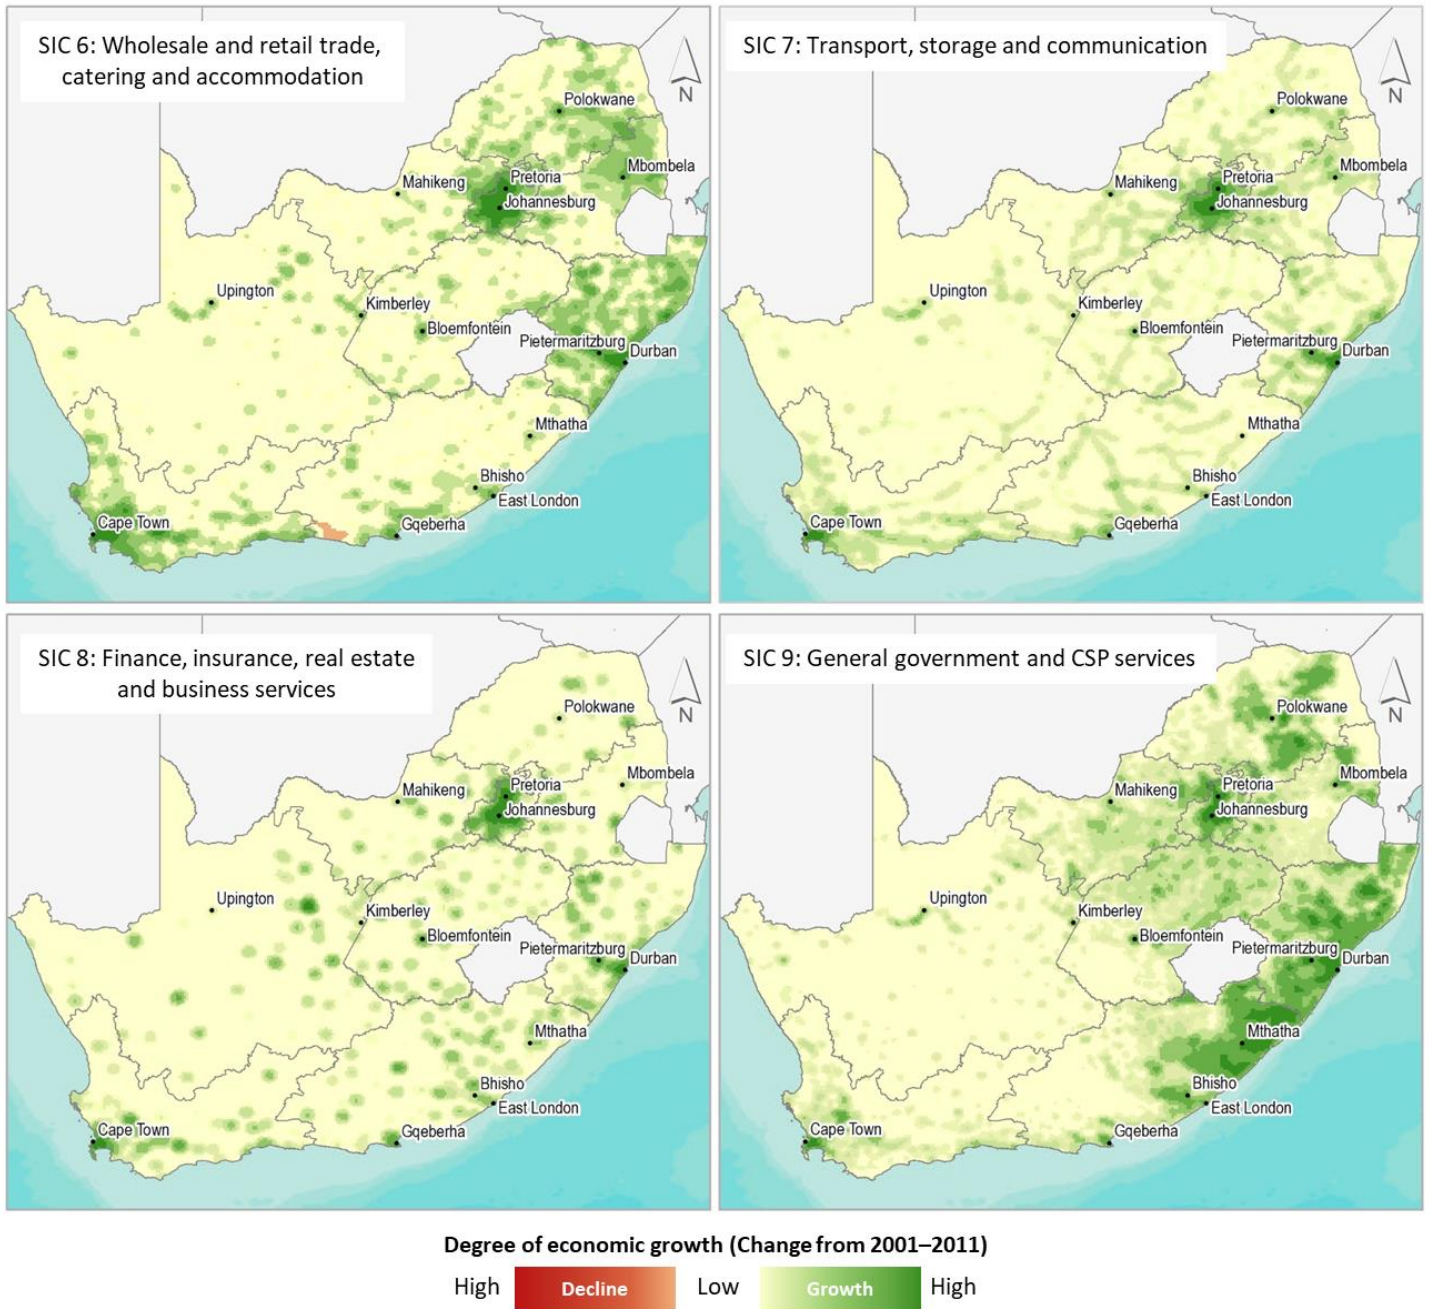 SIC 6: Wholesale and retail trade,
catering and accommodation
N
Polokwane
Mbombela
Pretoria
Mahikeng
Johannesburg
Upington
Kimberley
Bloemfontein
Pietermaritzburg
Durban
Mthatha
Bhisho
East London
Cape Town
Gqeberha
SIC 7: Transport, storage and communication
N
Polokwane
Mbombela
Pretoria
Mahikeng
Johannesburg
Upington
Kimberley
Bloemfontein
Pietermaritzburg
Durban
Mthatha
Bhisho
East London
Cape Town
Gqeberha
SIC 8: Finance, insurance, real estate
and business services
N
Polokwane
Mbombela
Pretoria
Mahikeng
Johannesburg
Upington
Kimberley
Bloemfontein
Pietermaritzburg
Durban
Mthatha
Bhisho
East London
Cape Town
Gqeberha
SIC 9: General government and CSP services
N
Polokwane
Mbombela
Pretoria
Mahikeng
Johannesburg
Upington
Kimberley
Bloemfontein
Pietermaritzburg
Durban
Mthatha
Bhisho
East London
Cape Town
Gqeberha
Degree of economic growth (Change from 2001–2011)
High Decline Low Growth High